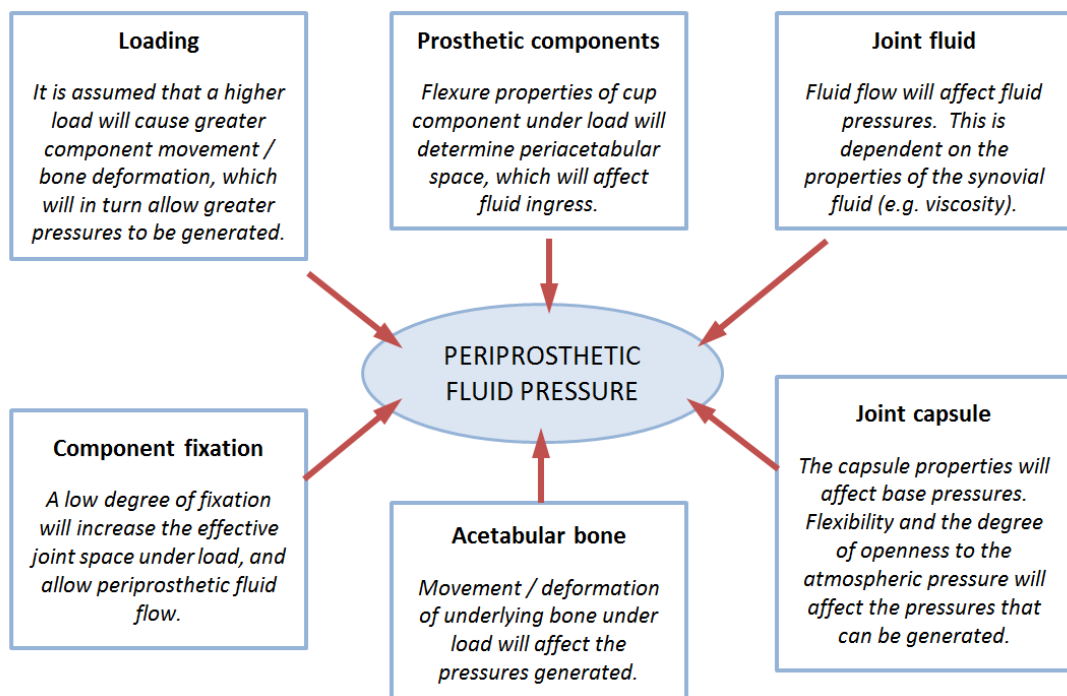 Loading
It is assumed that a higher
load will cause greater
component movement /
bone deformation, which
will in turn allow greater
pressures to be generated.
Prosthetic components
Flexure properties of cup
component under load will
determine periacetabular
space, which will affect
fluid ingress.
Joint fluid
Fluid flow will affect fluid
pressures.  This is
dependent on the
properties of the synovial
fluid (e.g. viscosity).
PERIPROSTHETIC
FLUID PRESSURE
Component fixation
A low degree of fixation
will increase the effective
joint space under load, and
allow periprosthetic fluid
flow.
Acetabular bone
Movement / deformation
of underlying bone under
load will affect the
pressures generated.
Joint capsule
The capsule properties will
affect base pressures.
Flexibility and the degree
of openness to the
atmospheric pressure will
affect the pressures that
can be generated.